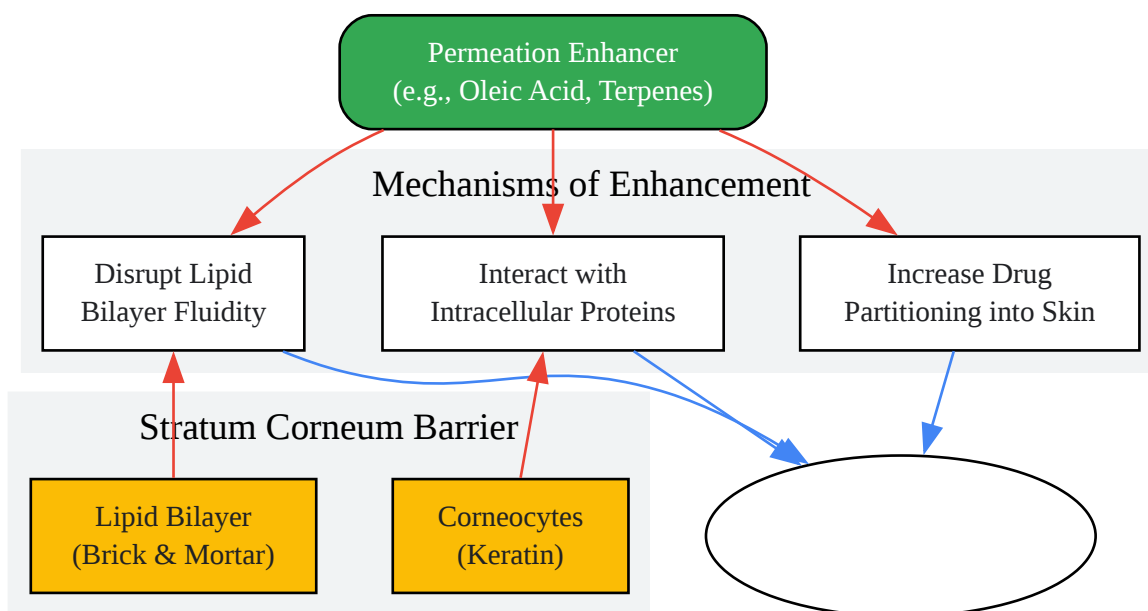 Permeation Enhancer
(e.g., Oleic Acid, Terpenes)
Mechanisms of Enhancement
Disrupt Lipid
Bilayer Fluidity
Interact with
Intracellular Proteins
Increase Drug
Partitioning into Skin
Stratum Corneum Barrier
Lipid Bilayer
(Brick & Mortar)
Corneocytes
(Keratin)